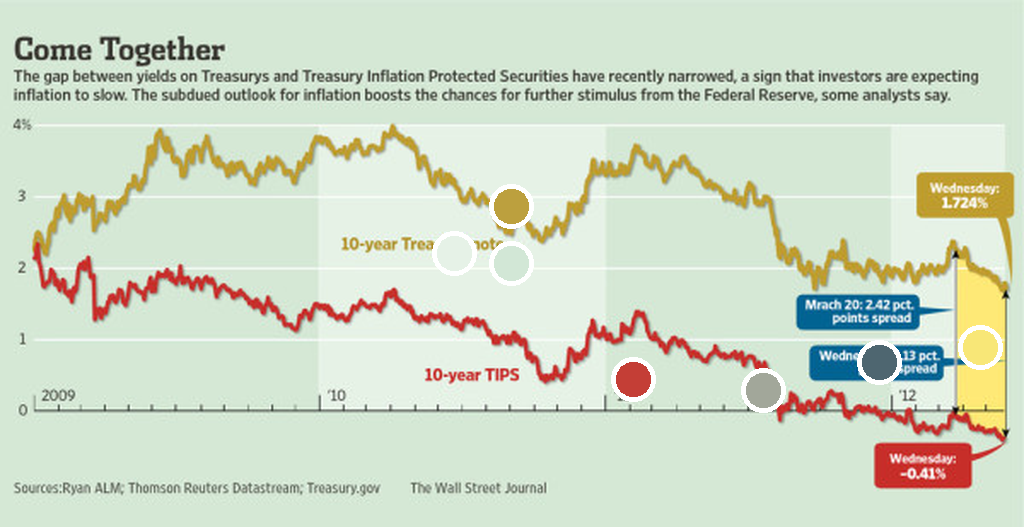 Come Together
The gap between yields on Treasurys and Treasury Inflation Protected Securities have recently narrowed, a sign that investors are expecting
inflation to slow. The subdued outlook for inflation boosts the chances for further stimulus from the Federal Reserve, some analysts say.
4%
3
2
1
0
2009
'10
'12
10-year
10-year TIPS
Wednesday:
1.724%
Mrach 20: 2.42 pct.
points spread
13 pct.
spread
Wednesday:
–0.41%
Sources:Ryan ALM; Thomson Reuters Datastream; Treasury.gov The Wall Street Journal